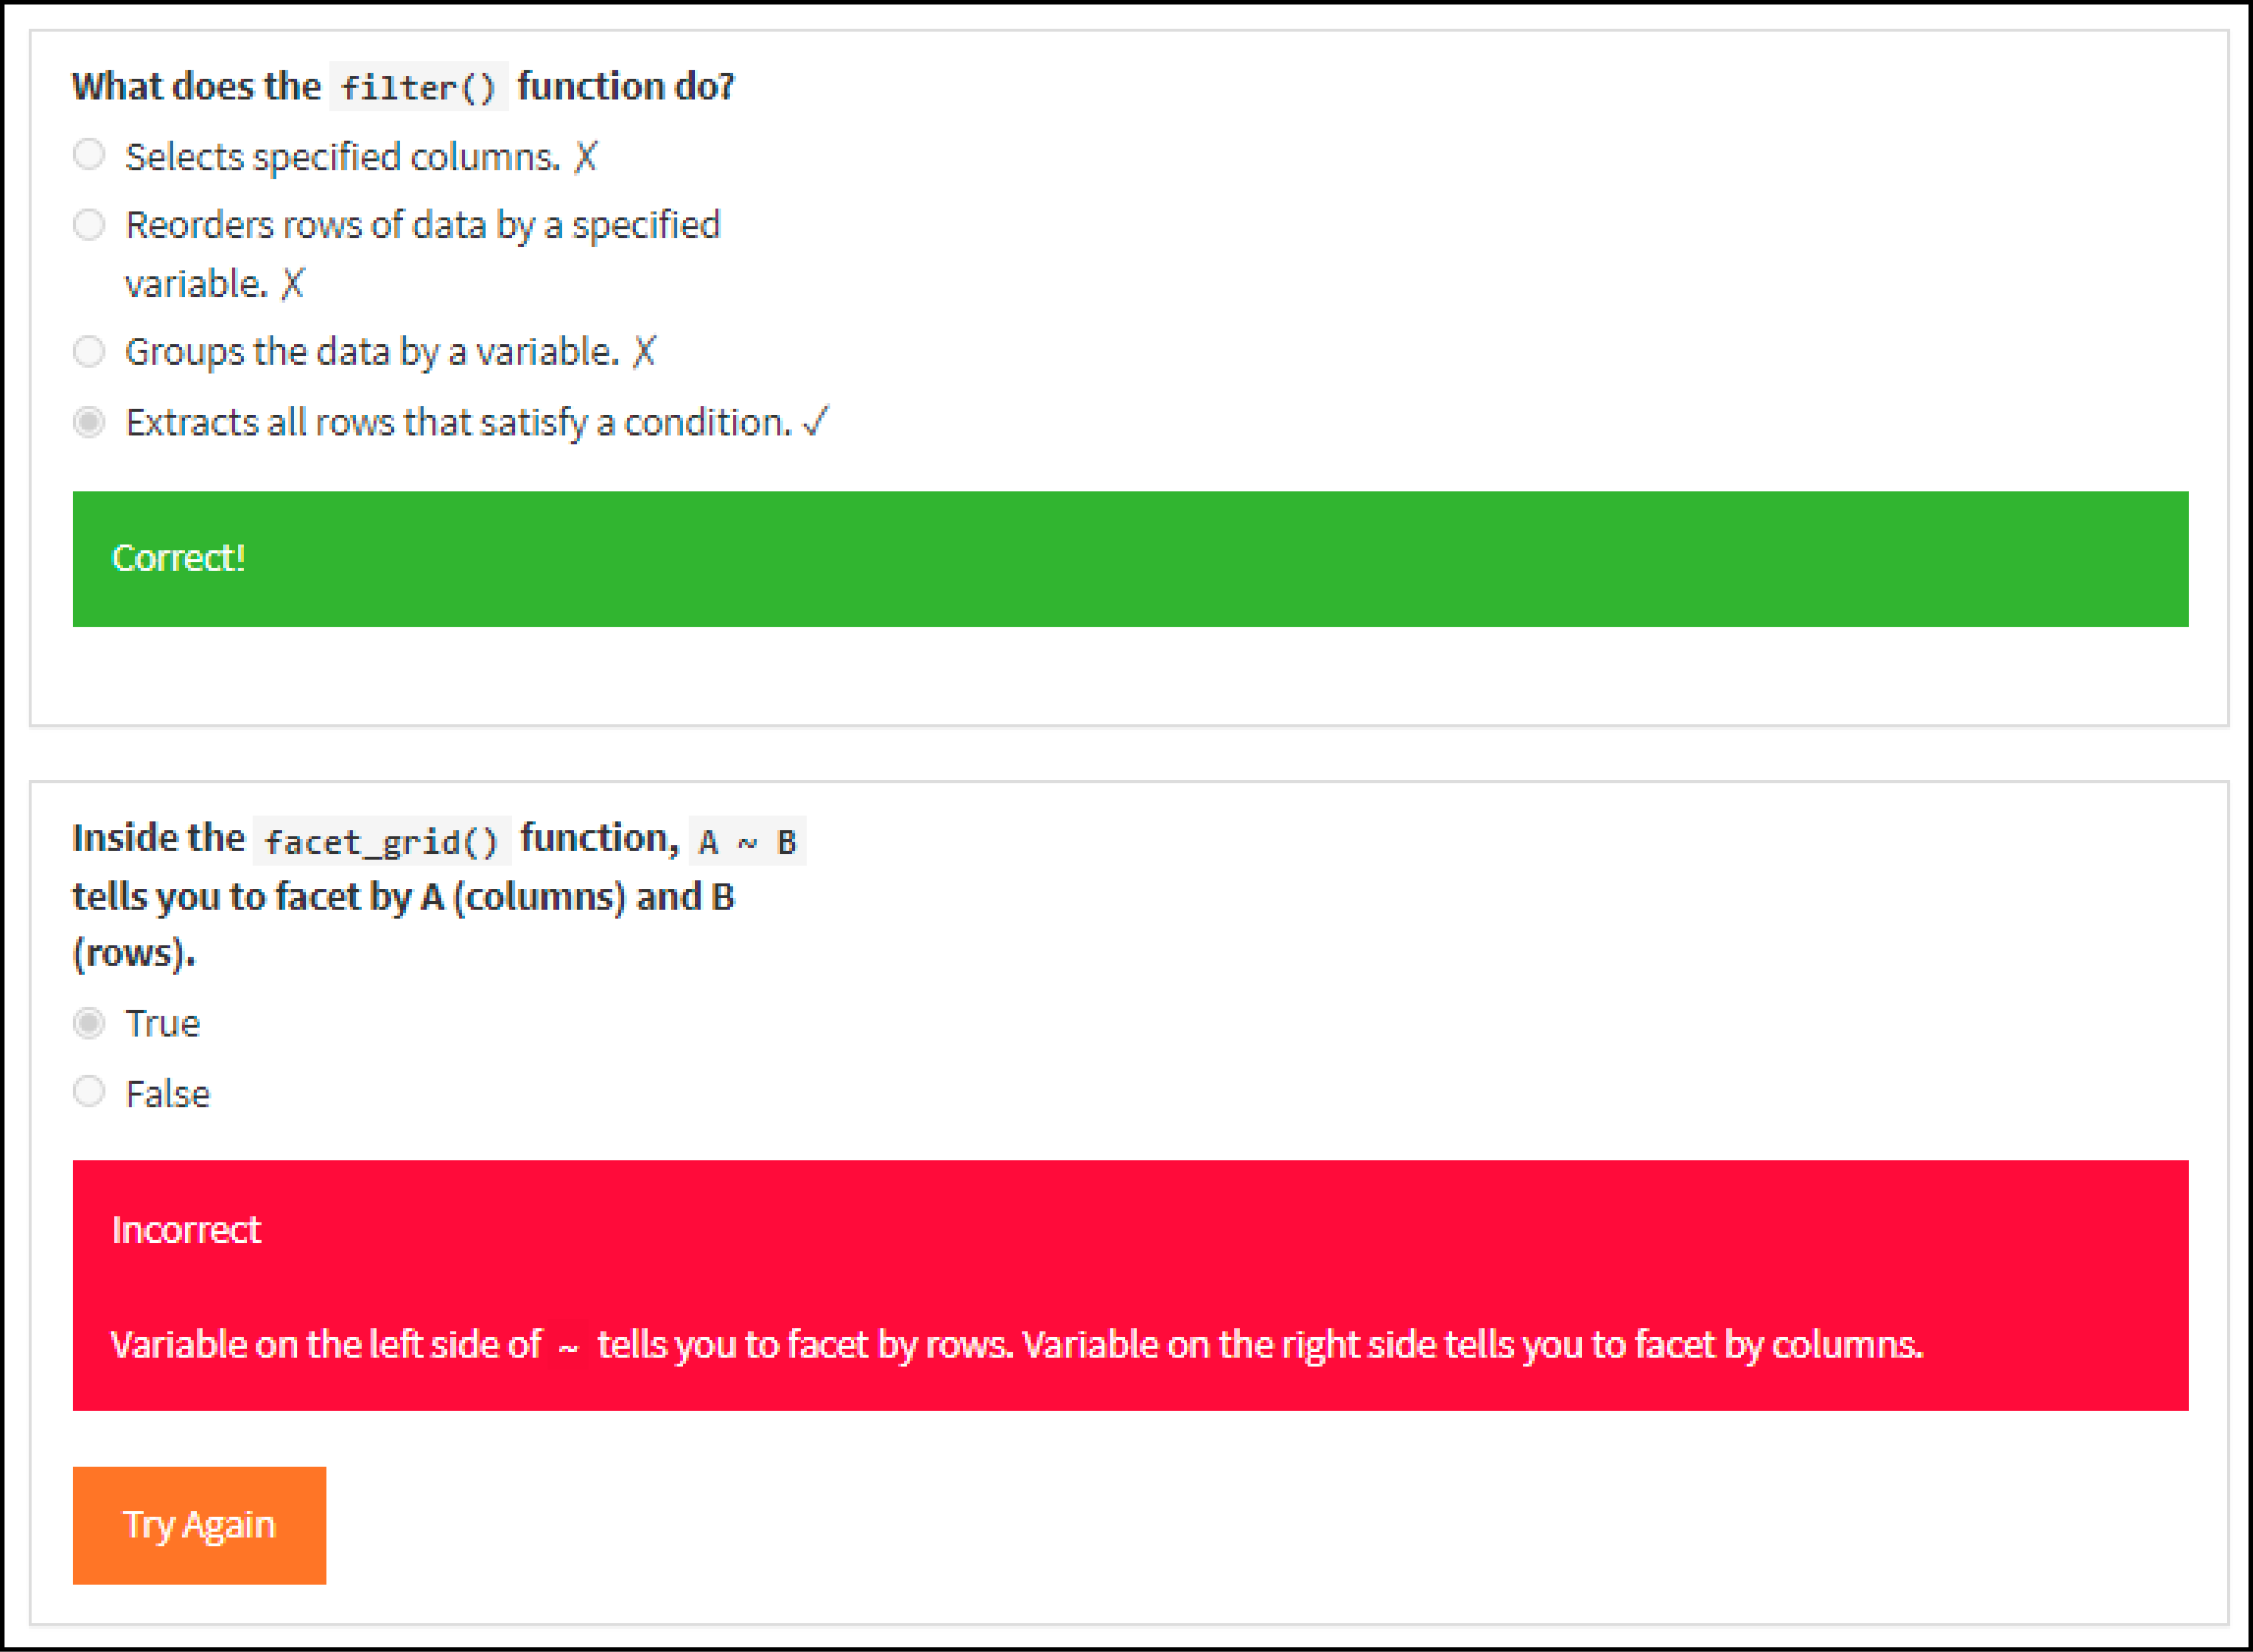 What does the filter() function do?
Selects specified columns. ✗
Reorders rows of data by a specified
variable. ✗
Groups the data by a variable. ✗
Extracts all rows that satisfy a condition. ✓
Correct!
Inside the facet_grid() function, A ~ B
tells you to facet by A (columns) and B
(rows).
True
False
Incorrect
Variable on the left side of ~ tells you to facet by rows. Variable on the right side tells you to facet by columns.
Try Again